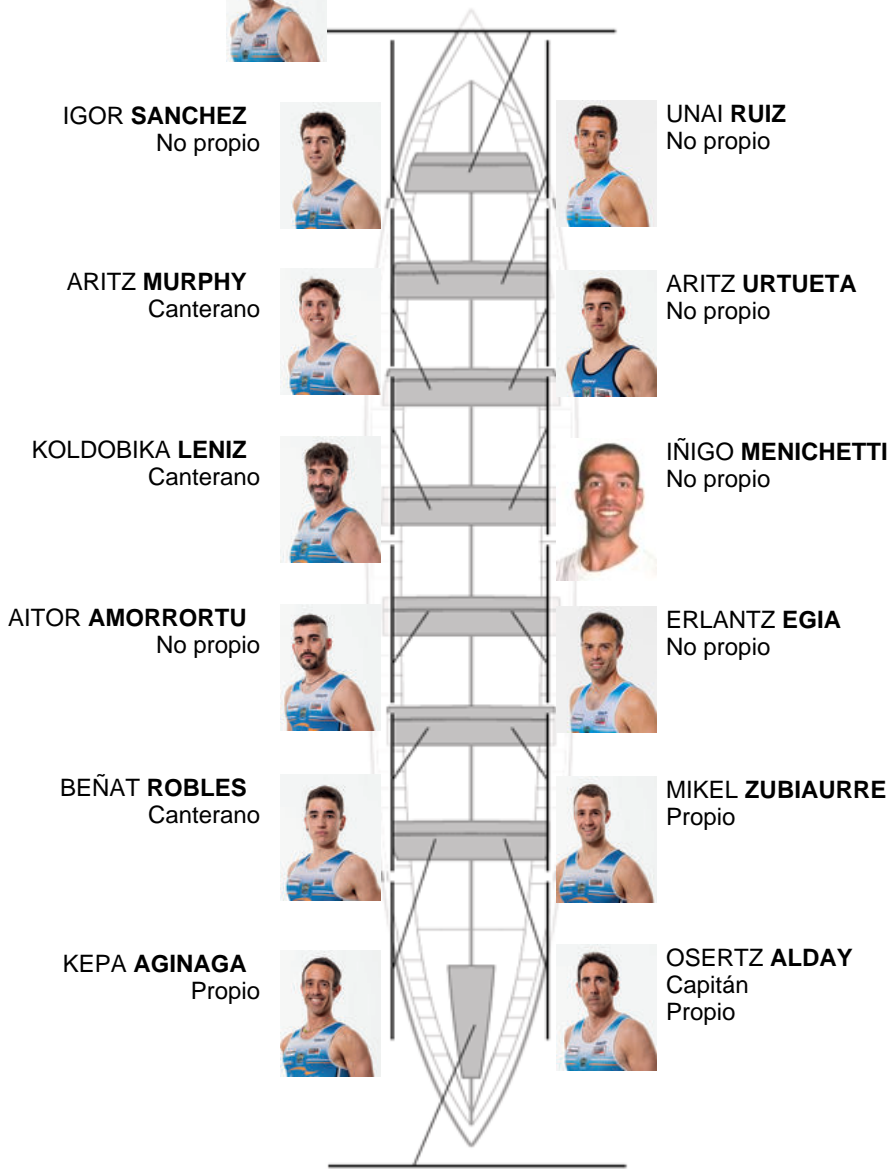 IGOR SANCHEZ
No propio
UNAI RUIZ
No propio
ARITZ MURPHY
Canterano
ARITZ URTUETA
No propio
KOLDOBIKA LENIZ
Canterano
IÑIGO MENICHETTI
No propio
AITOR AMORRORTU
No propio
ERLANTZ EGIA
No propio
BEÑAT ROBLES
Canterano
MIKEL ZUBIAURRE
Propio
KEPA AGINAGA
Propio
OSERTZ ALDAY
Capitán
Propio